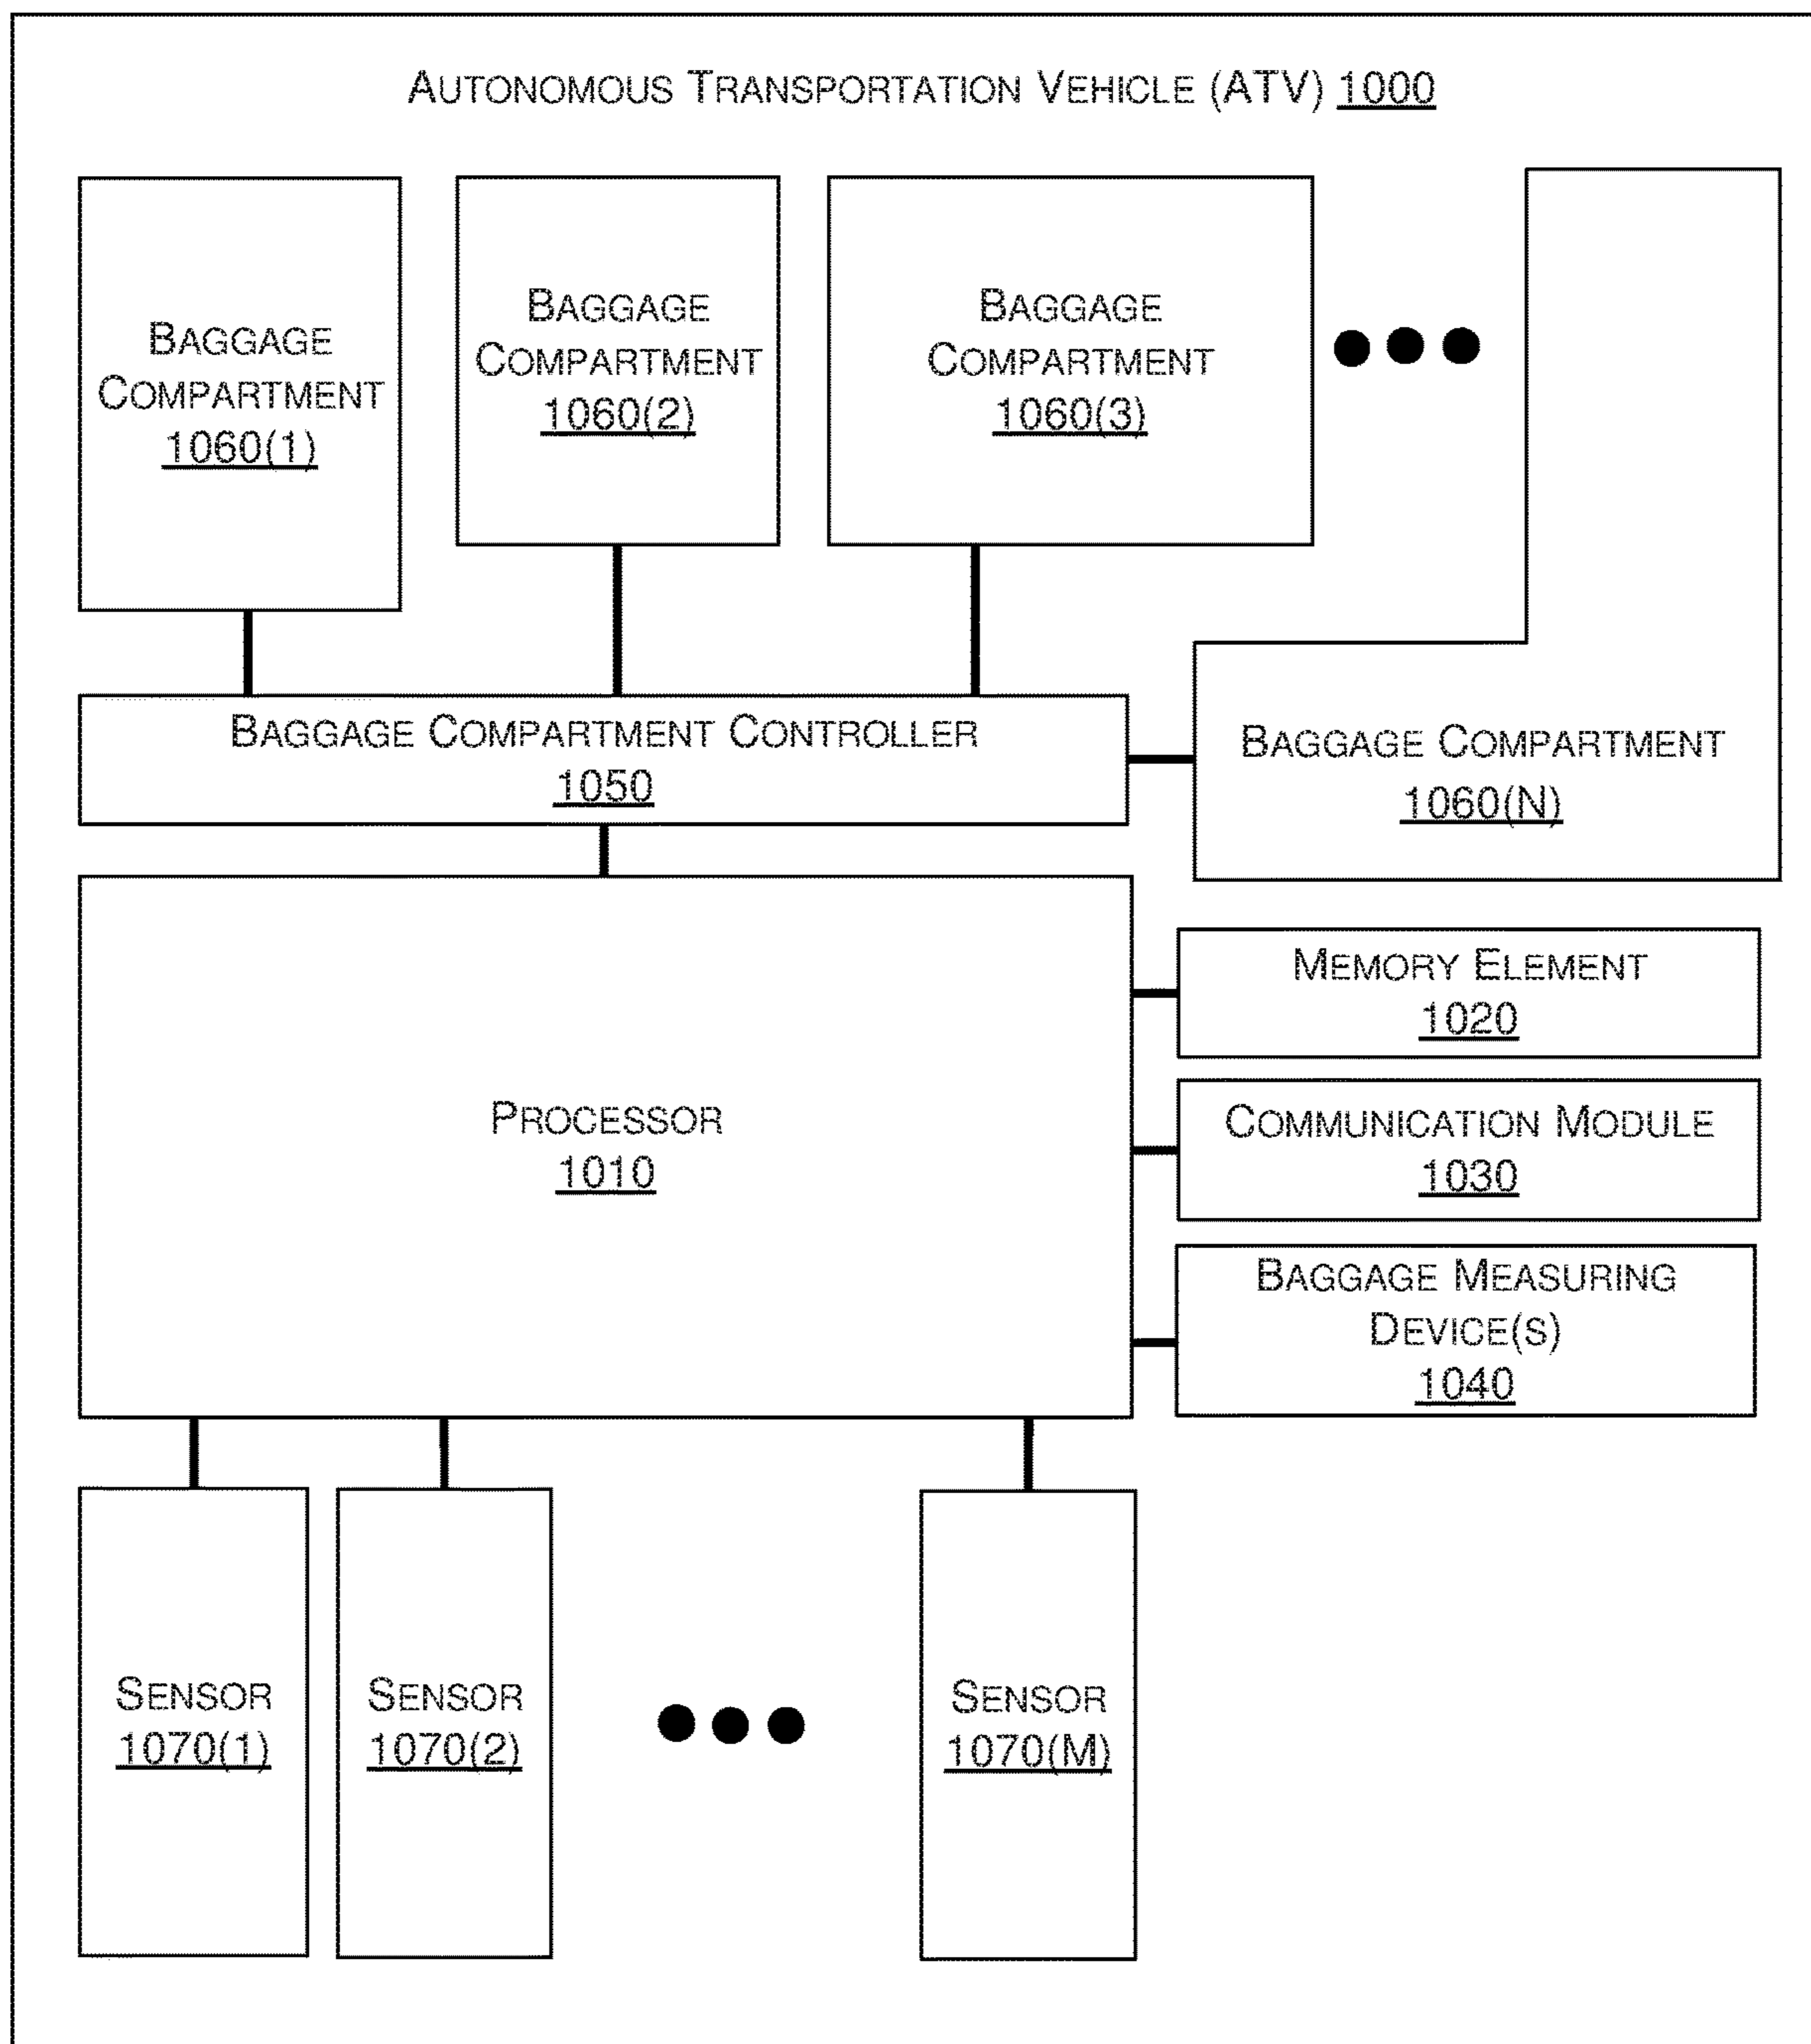 AUTONOMOUS TRANSPORTATION VEHICLE (ATV) 1000
BAGGAGE
COMPARTMENT
1060(1)
BAGGAGE
COMPARTMENT
1060(2)
BAGGAGE
COMPARTMENT
1060(3)
BAGGAGE COMPARTMENT CONTROLLER
1050
BAGGAGE COMPARTMENT
1060(N)
PROCESSOR
1010
MEMORY ELEMENT
1020
COMMUNICATION MODULE
1030
BAGGAGE MEASURING
DEVICE(S)
1040
SENSOR
1070(1)
SENSOR
1070(2)
SENSOR
1070(M)